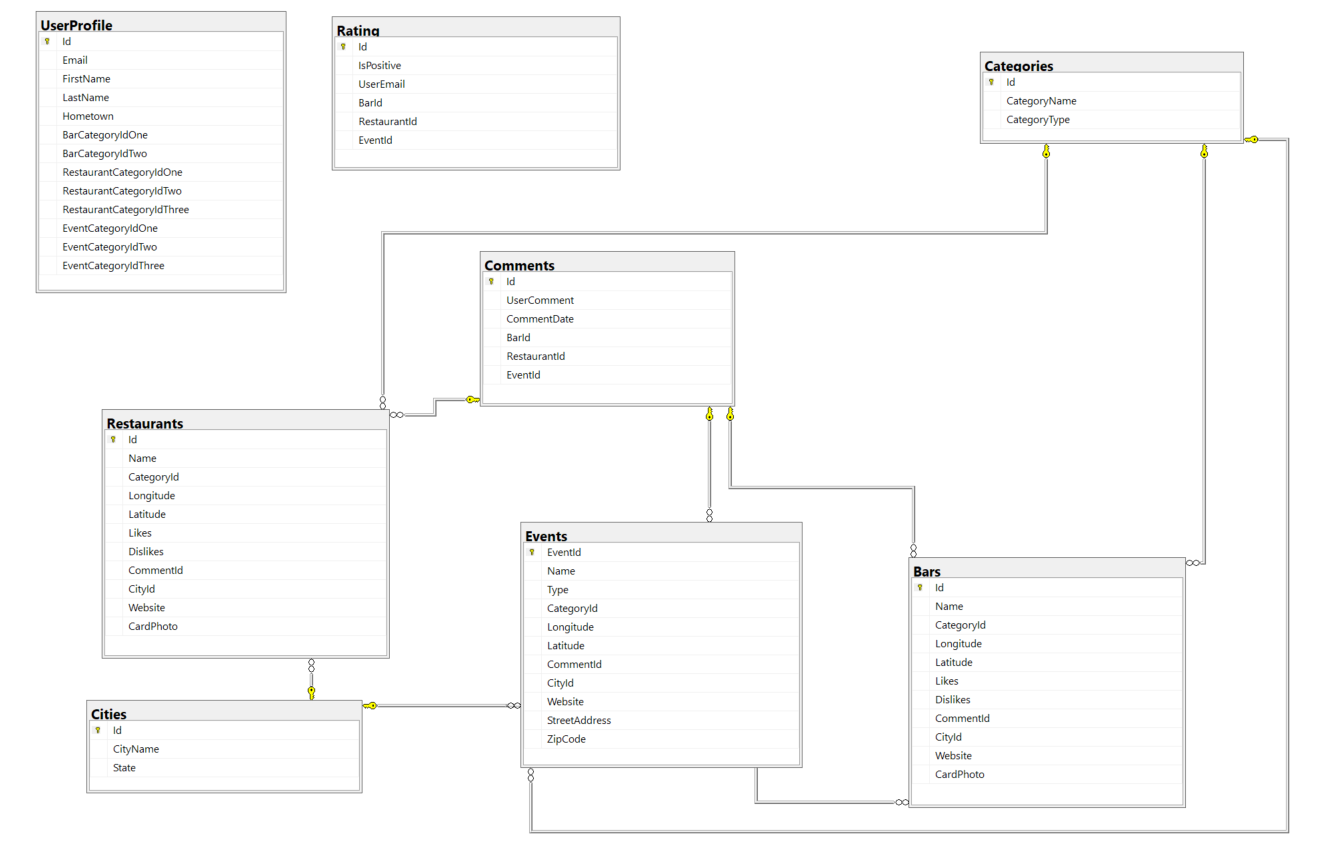 UserProfile
Id
Email
FirstName
LastName
Hometown
BarCategoryIdOne
BarCategoryIdTwo
RestaurantCategoryIdOne
RestaurantCategoryIdTwo
RestaurantCategoryIdThree
EventCategoryIdOne
EventCategoryIdTwo
EventCategoryIdThree
Rating
Id
IsPositive
UserEmail
BarId
RestaurantId
EventId
Categories
Id
CategoryName
CategoryType
Comments
Id
UserComment
CommentDate
BarId
RestaurantId
EventId
Restaurants
Id
Name
CategoryId
Longitude
Latitude
Likes
Dislikes
CommentId
CityId
Website
CardPhoto
Events
EventId
Name
Type
CategoryId
Longitude
Latitude
CommentId
CityId
Website
StreetAddress
ZipCode
Bars
Id
Name
CategoryId
Longitude
Latitude
Likes
Dislikes
CommentId
CityId
Website
CardPhoto
Cities
Id
CityName
State